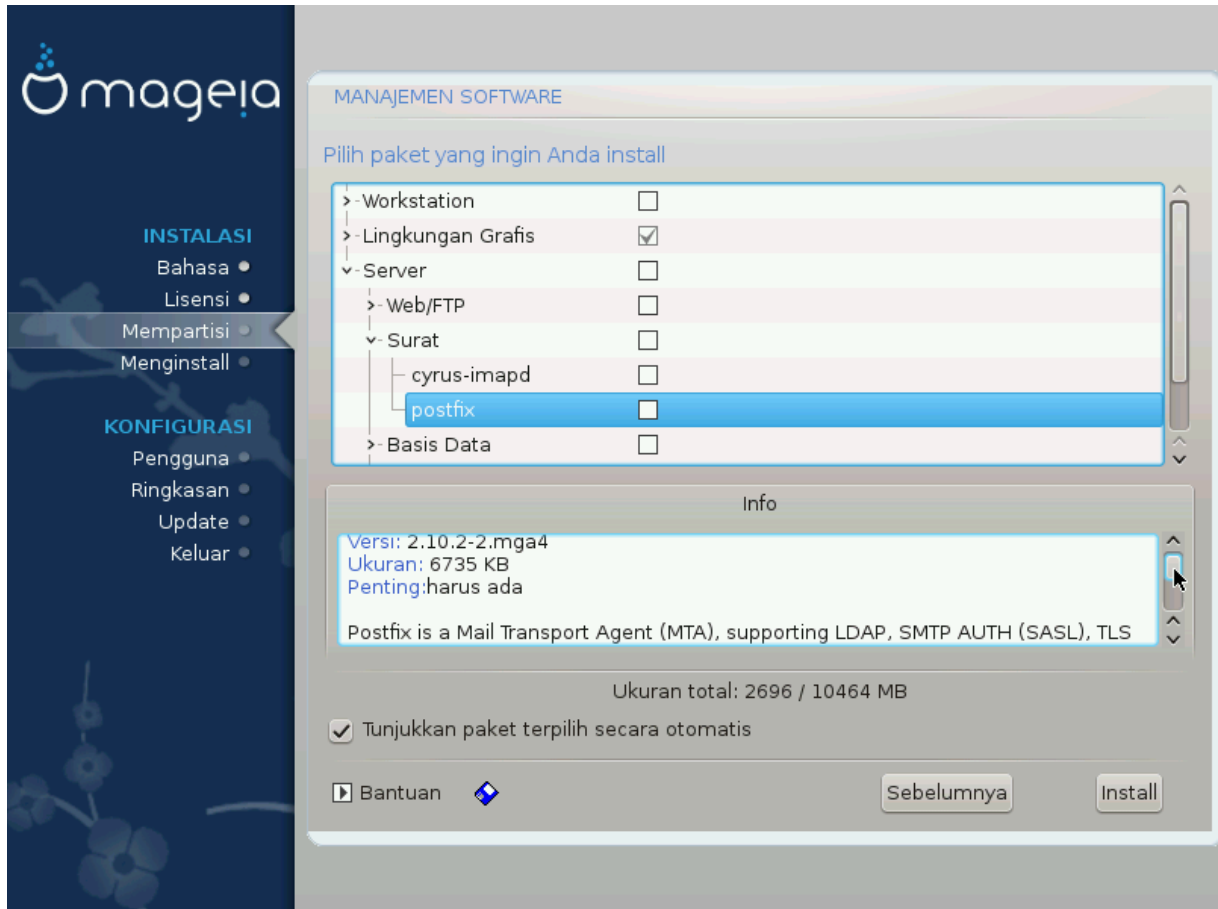 mageia
INSTALASI
Bahasa
Lisensi
Mempartisi
Menginstall
KONFIGURASI
Pengguna
Ringkasan
Update
Keluar
MANAJEMEN SOFTWARE
Pilih paket yang ingin Anda install
Workstation
Lingkungan Grafis
Server
Web/FTP
Surat
cyrus-imapd
postfix
Basis Data
Info
Versi: 2.10.2-2.mga4
Ukuran: 6735 KB
Penting:harus ada
Postfix is a Mail Transport Agent (MTA), supporting LDAP, SMTP AUTH (SASL), TLS
Ukuran total: 2696 / 10464 MB
Tunjukkan paket terpilih secara otomatis
Bantuan
Sebelumnya
Install